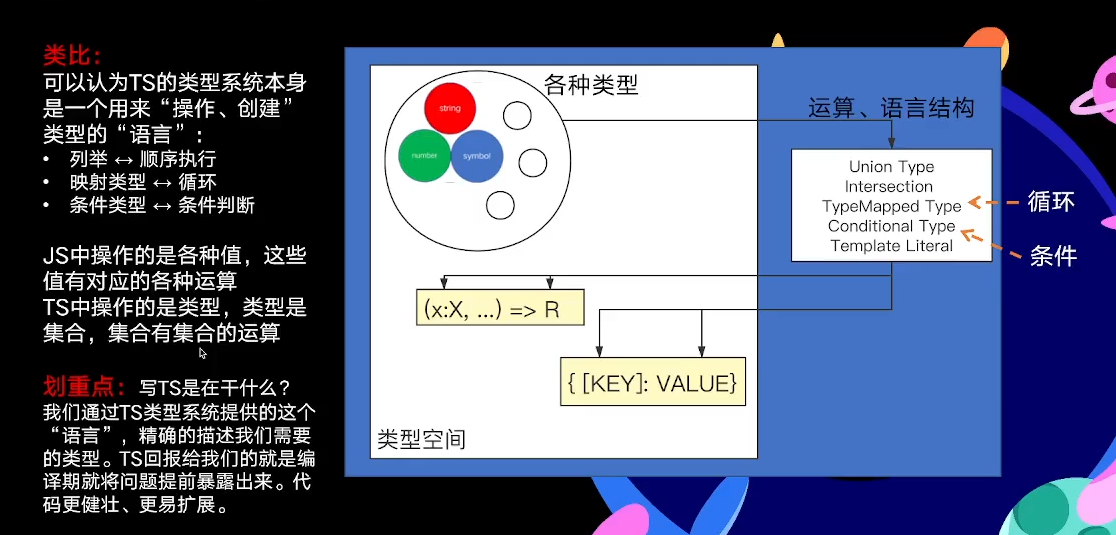 类比:
可以认为TS的类型系统本身
是一个用来“操作、创建”
类型的“语言”:
• 列举 ↔ 顺序执行
• 映射类型 ↔ 循环
• 条件类型 ↔ 条件判断
JS中操作的是各种值，这些
值有对应的各种运算
TS中操作的是类型，类型是
集合，集合有集合的运算
划重点: 写TS是在干什么?
我们通过TS类型系统提供的这个
“语言”, 精确的描述我们需要
的类型。TS回报给我们的就是编
译期就将问题提前暴露出来。代
码更健壮、更易扩展。
各种类型
string
number
symbol
运算、语言结构
Union Type
Intersection
TypeMapped Type
Conditional Type
Template Literal
循环
条件
(x:X, ...) => R
{ [KEY]: VALUE}
类型空间